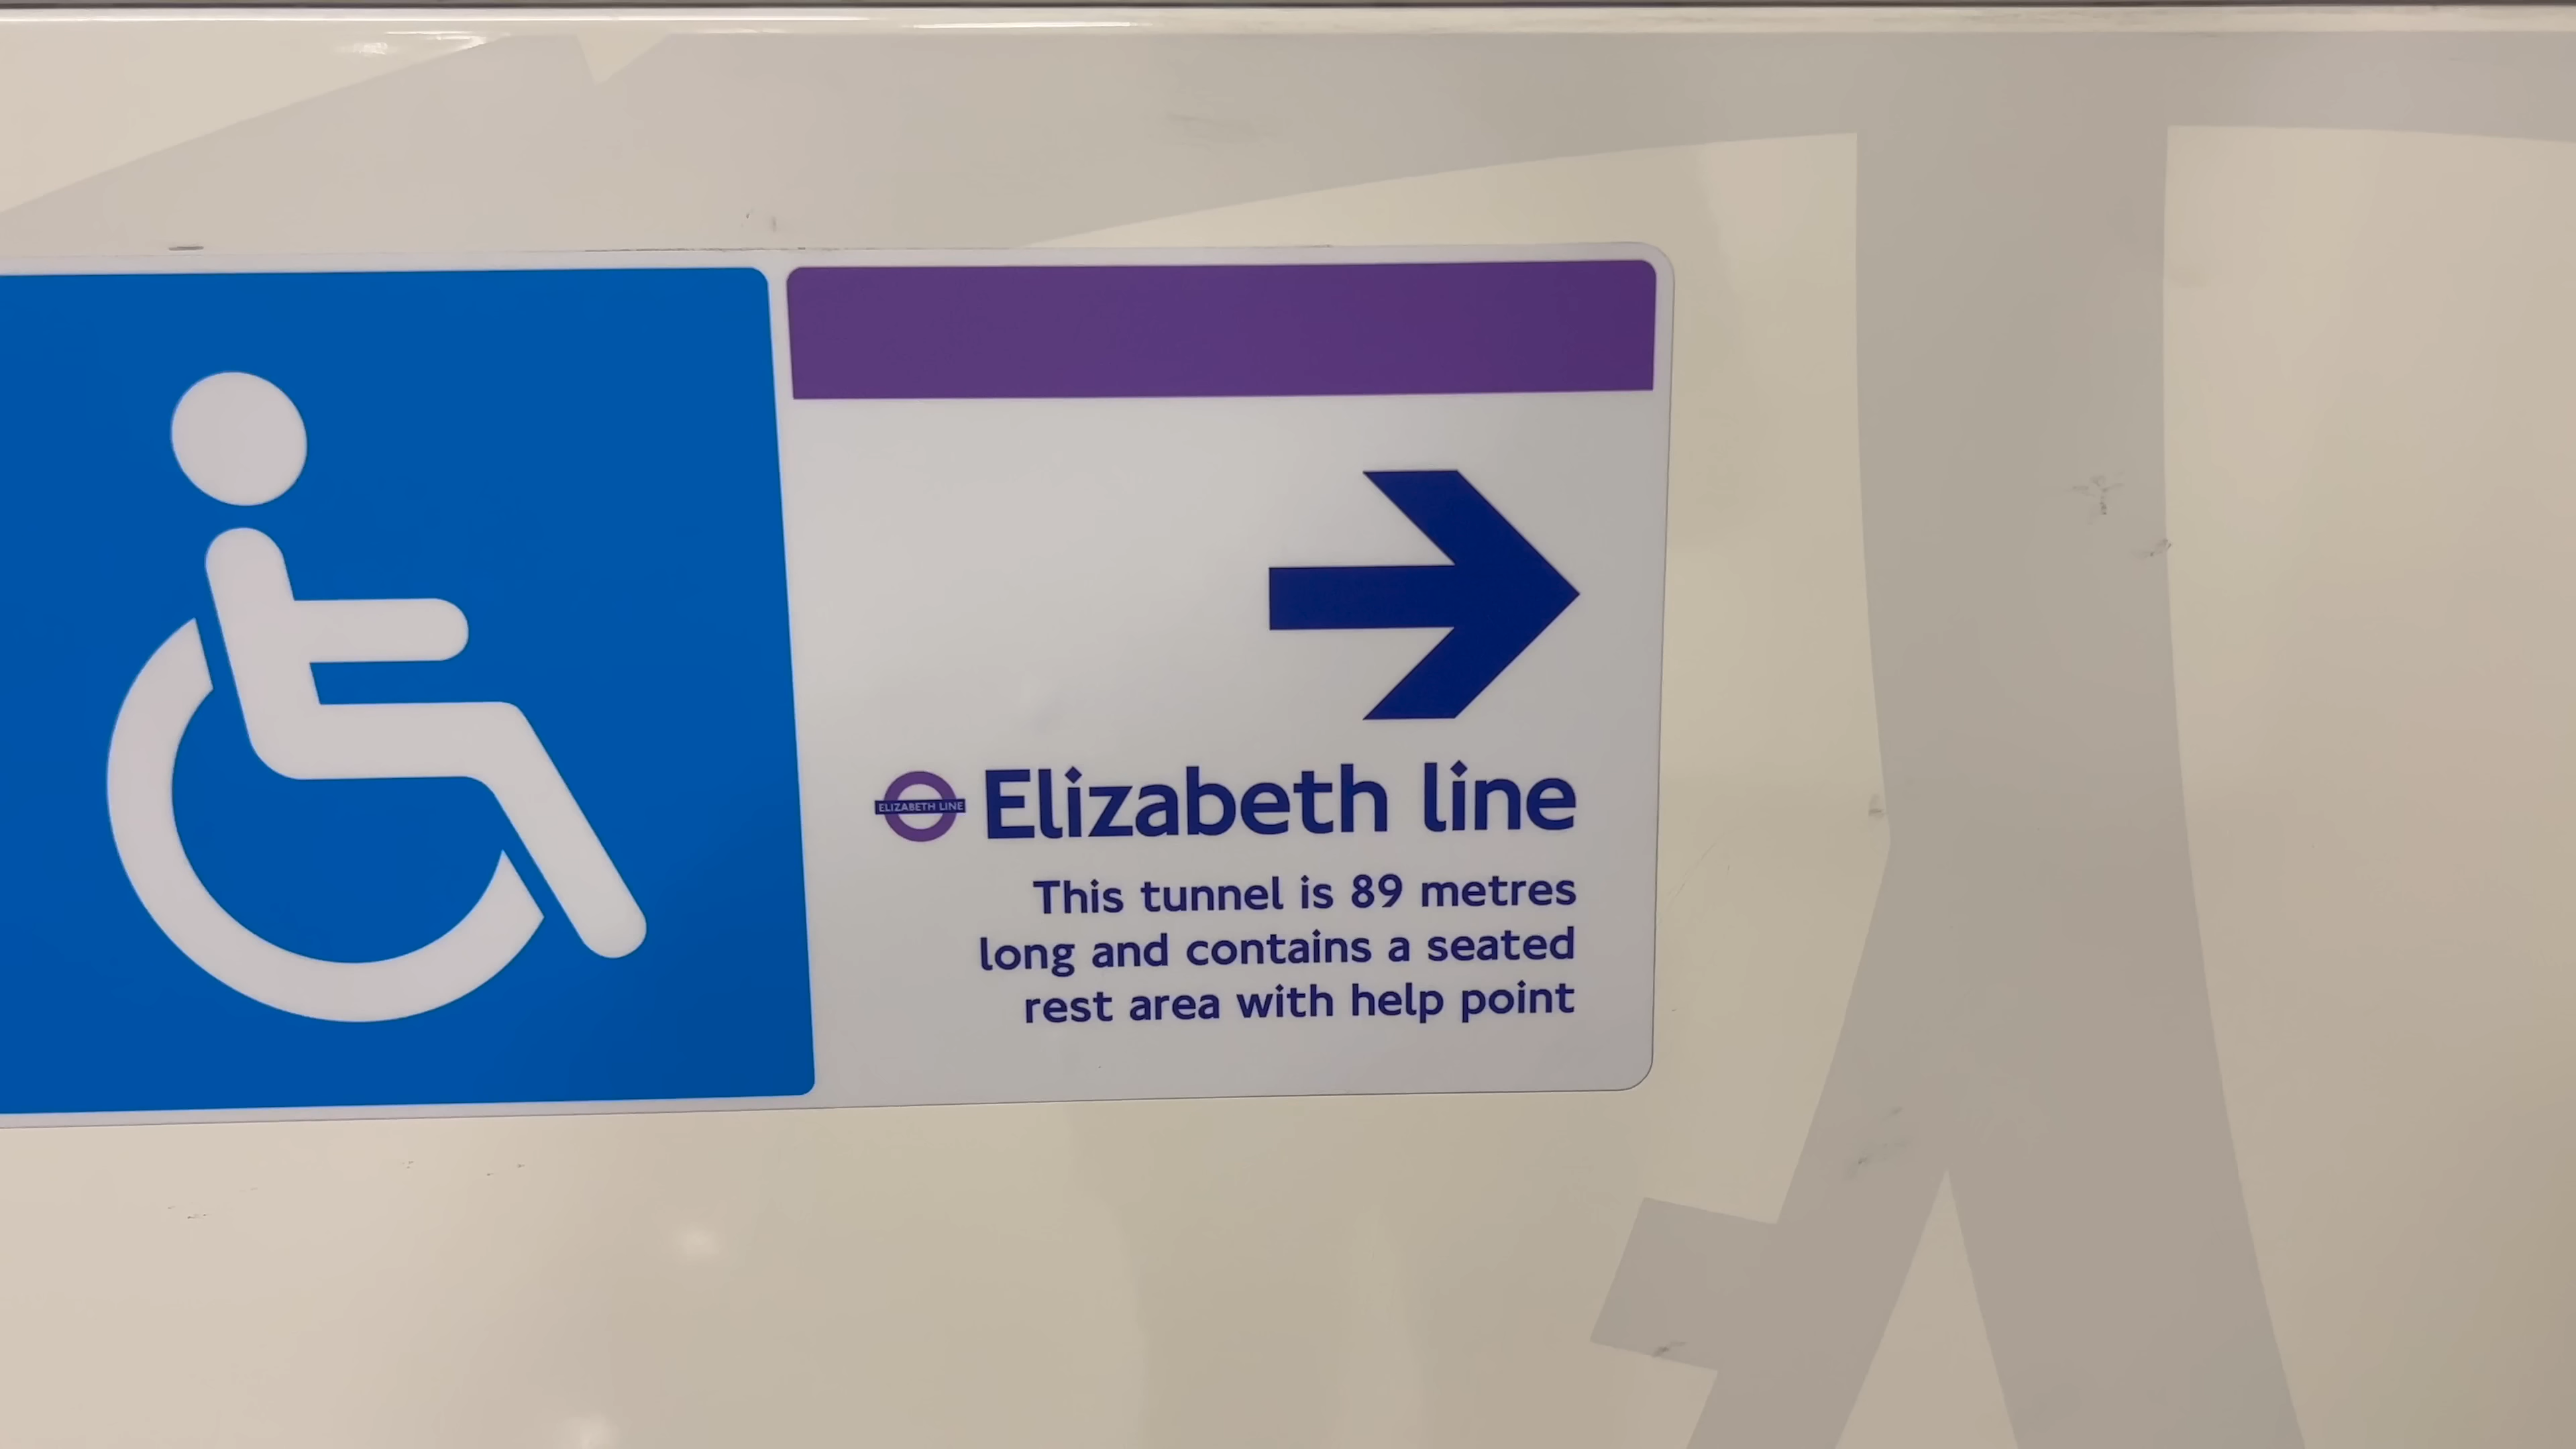 ELIZABETH LINE Elizabeth line
This tunnel is 89 metres
long and contains a seated
rest area with help point